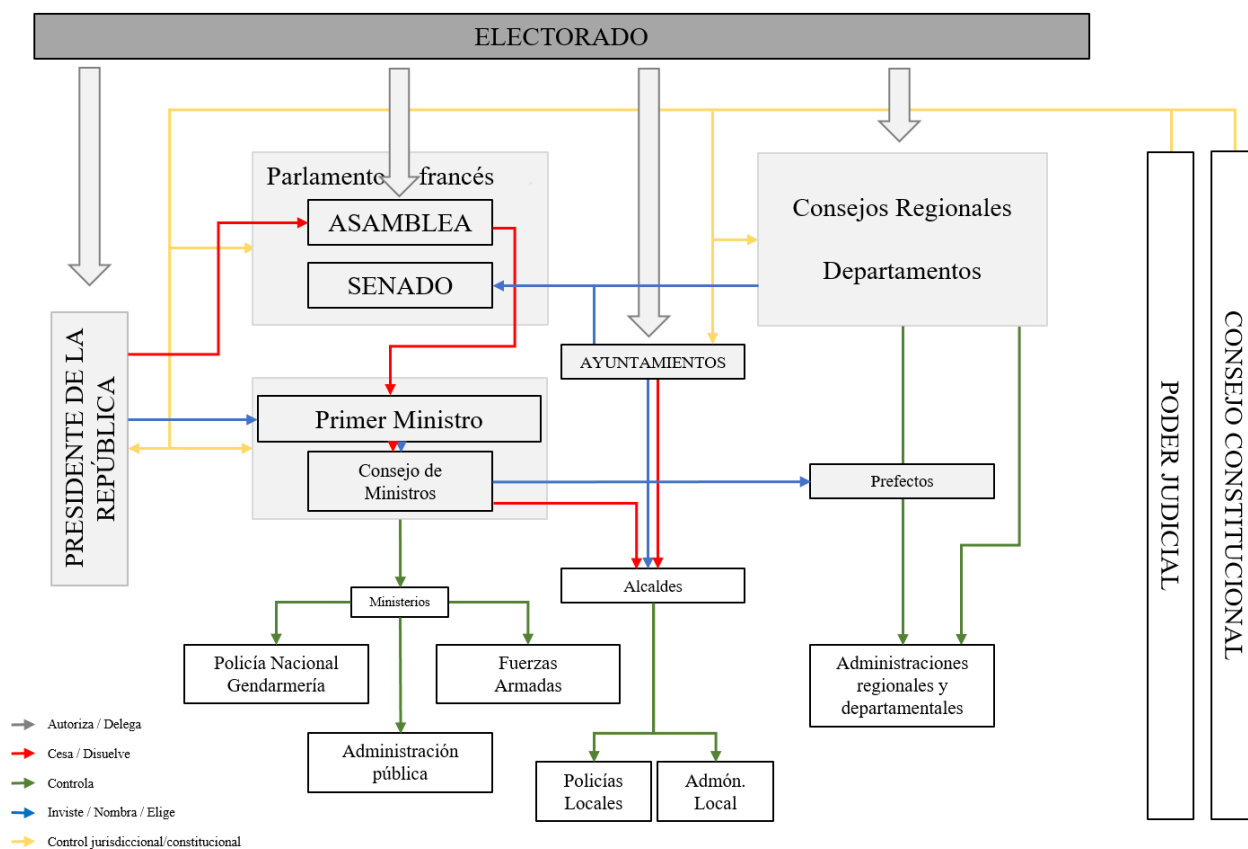 ELECTORADO
Parlamento francés
ASAMBLEA
SENADO
Consejos Regionales
Departamentos
PRESIDENTE DE LA
REPÚBLICA
AYUNTAMIENTOS
Primer Ministro
Consejo de
Ministros
Prefectos
PODER JUDICIAL
CONSEJO CONSTITUCIONAL
Alcaldes
Ministerios
Policía Nacional
Gendarmería
Fuerzas
Armadas
Administración
pública
Policías
Locales
Admón.
Local
Administraciones
regionales y
departamentales
Autoriza / Delega
Cesa / Disuelve
Controla
Inviste / Nombra / Elige
Control jurisdiccional/constitucional